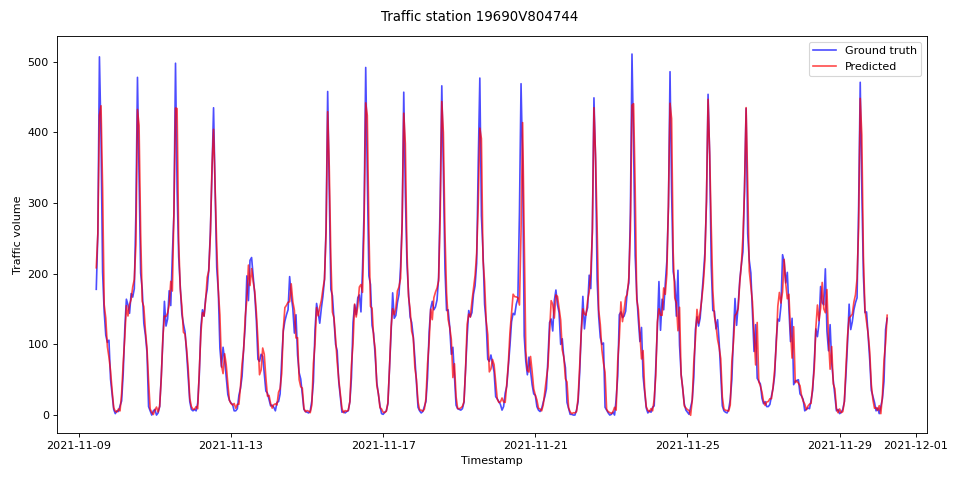 Traffic station 19690V804744
Ground truth
Predicted
Traffic volume
500
400
300
200
100
0
2021-11-09
2021-11-13
2021-11-17
2021-11-21
2021-11-25
2021-11-29
2021-12-01
Timestamp